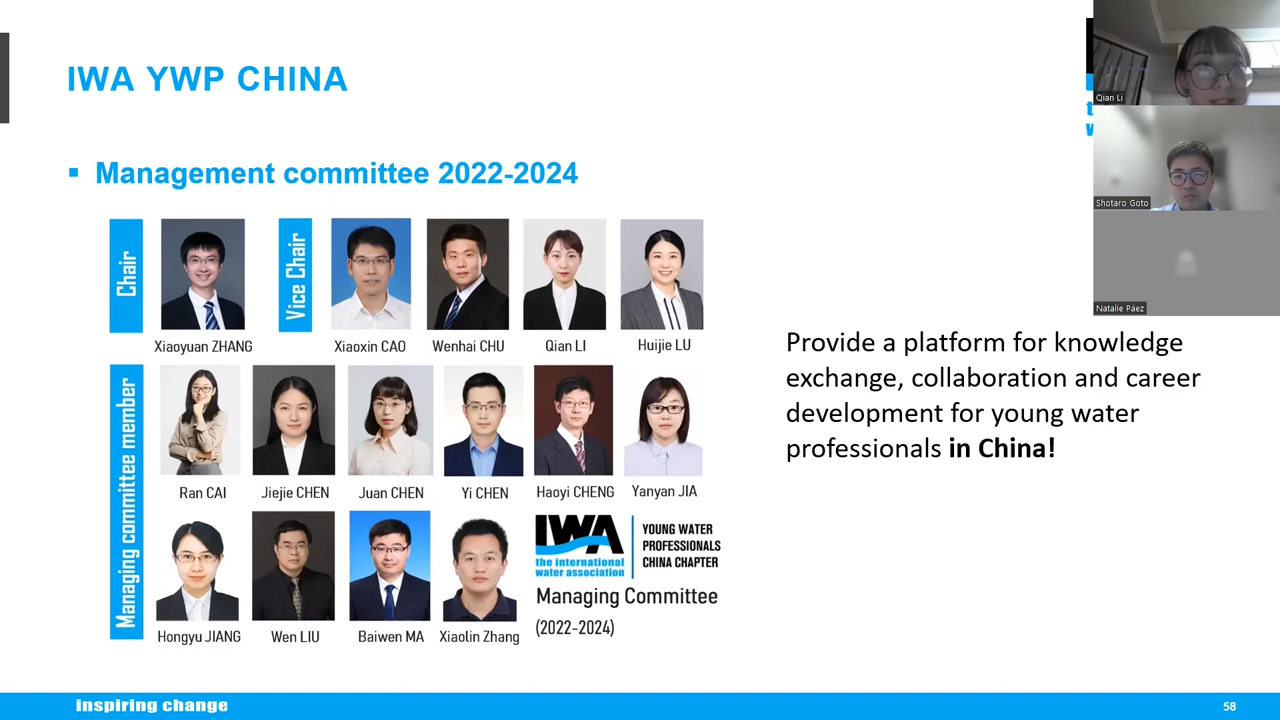 IWA YWP CHINA
▪ Management committee 2022-2024
Chair
Vice Chair
Xiaoyuan ZHANG
Xiaoxin CAO
Wenhai CHU
Qian LI
Huijie LU
Managing committee member
Ran CAI
Jiejie CHEN
Juan CHEN
Yi CHEN
Haoyi CHENG
Yanyan JIA
Hongyu JIANG
Wen LIU
Baiwen MA
Xiaolin Zhang
IWA
the international
water association
YOUNG WATER
PROFESSIONALS
CHINA CHAPTER
Managing Committee
(2022-2024)
Provide a platform for knowledge
exchange, collaboration and career
development for young water
professionals in China!
Qian Li
Shotaro Goto
Natalie Páez
inspiring change
58